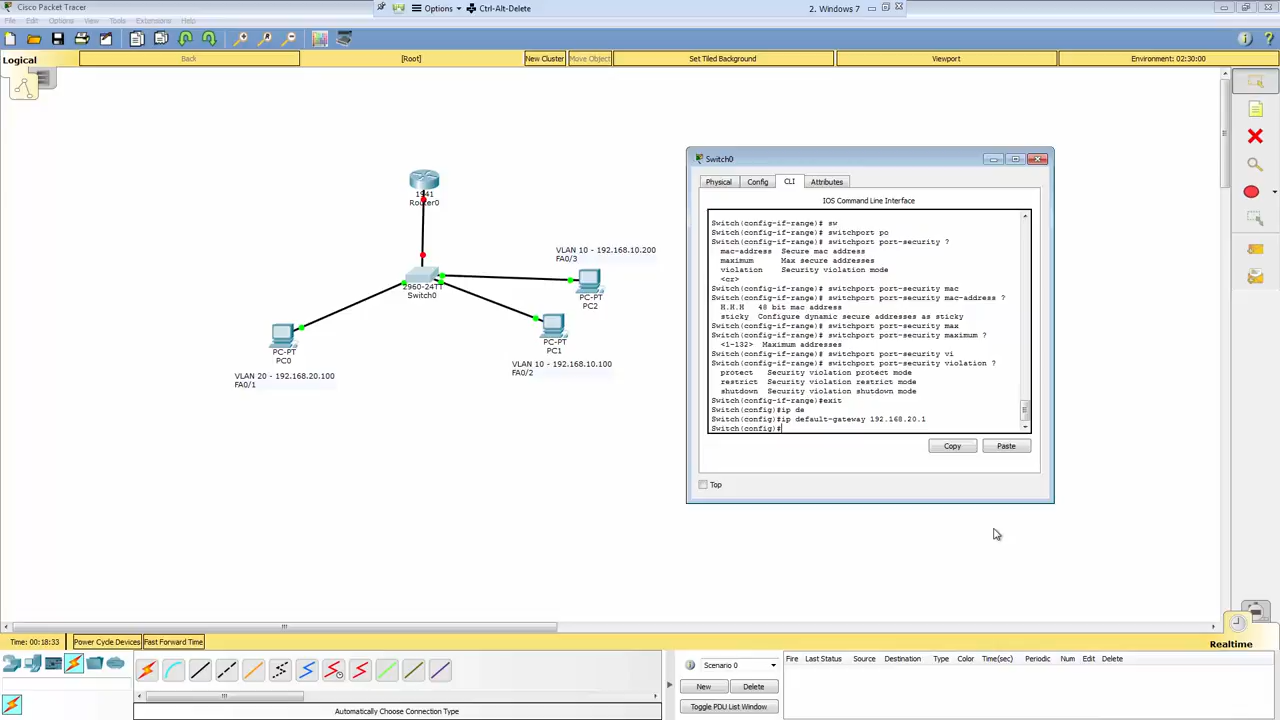 Cisco Packet Tracer
Options
Ctrl-Alt-Delete
2. Windows 7
File Edit Options View Tools Extensions Help
Logical
Back
[Root]
New Cluster
Move Object
Set Tiled Background
Viewport
Environment: 02:30:00
1941
Router0
2960-24TT
Switch0
VLAN 10 - 192.168.10.200
FA0/3
PC-PT
PC2
PC-PT
PC1
VLAN 10 - 192.168.10.100
FA0/2
PC-PT
PC0
VLAN 20 - 192.168.20.100
FA0/1
Switch0
Physical Config CLI Attributes
IOS Command Line Interface
Switch(config-if-range)# sw
Switch(config-if-range)# switchport po
Switch(config-if-range)# switchport port-security ?
mac-address Secure mac address
maximum Max secure addresses
violation Security violation mode
<cr>
Switch(config-if-range)# switchport port-security mac
Switch(config-if-range)# switchport port-security mac-address ?
H.H.H 48 bit mac address
sticky Configure dynamic secure addresses as sticky
Switch(config-if-range)# switchport port-security max
Switch(config-if-range)# switchport port-security maximum ?
<1-132> Maximum addresses
Switch(config-if-range)# switchport port-security vi
Switch(config-if-range)# switchport port-security violation ?
protect Security violation protect mode
restrict Security violation restrict mode
shutdown Security violation shutdown mode
Switch(config-if-range)#exit
Switch(config)#ip de
Switch(config)#ip default-gateway 192.168.20.1
Switch(config)#
Copy Paste
Top
Time: 00:18:33 Power Cycle Devices Fast Forward Time
Realtime
Scenario 0
New Delete
Toggle PDU List Window
Fire Last Status Source Destination Type Color Time(sec) Periodic Num Edit Delete
Automatically Choose Connection Type